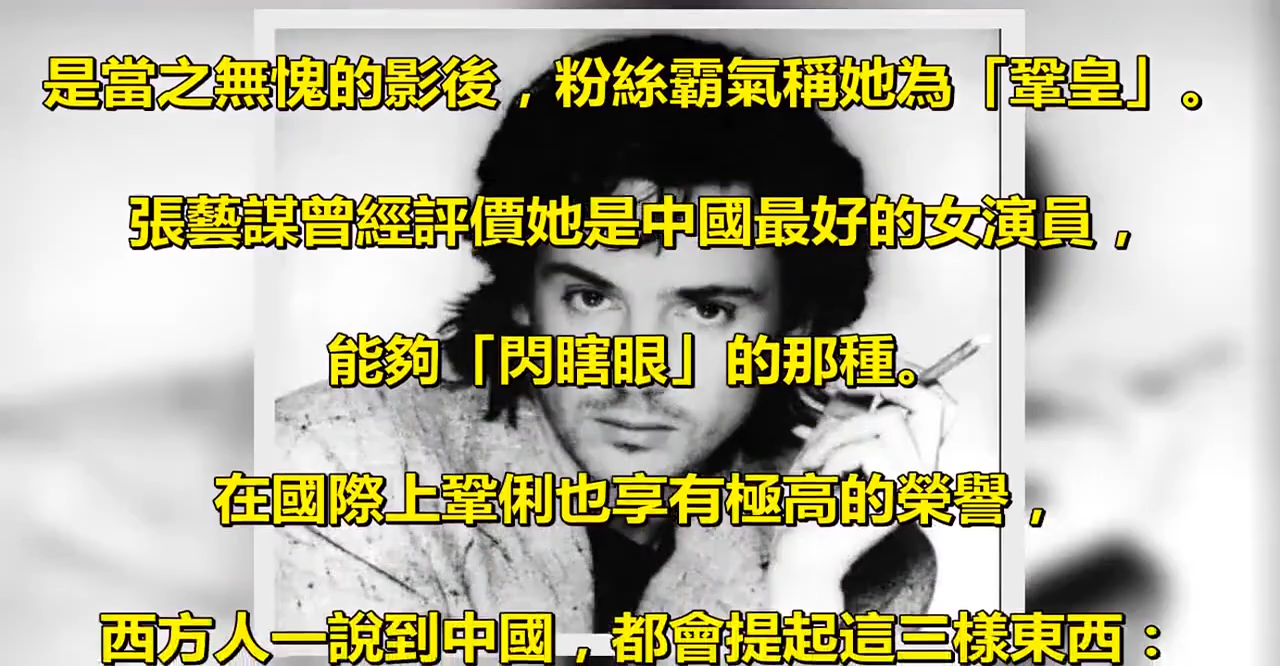 是當之無愧的影後，粉絲霸氣稱她為「鞏皇」。
張藝謀曾經評價她是中國最好的女演員，
能夠「閃瞎眼」的那種。
在國際上鞏俐也享有極高的榮譽，
西方人一說到中國，都會提起這三樣東西：